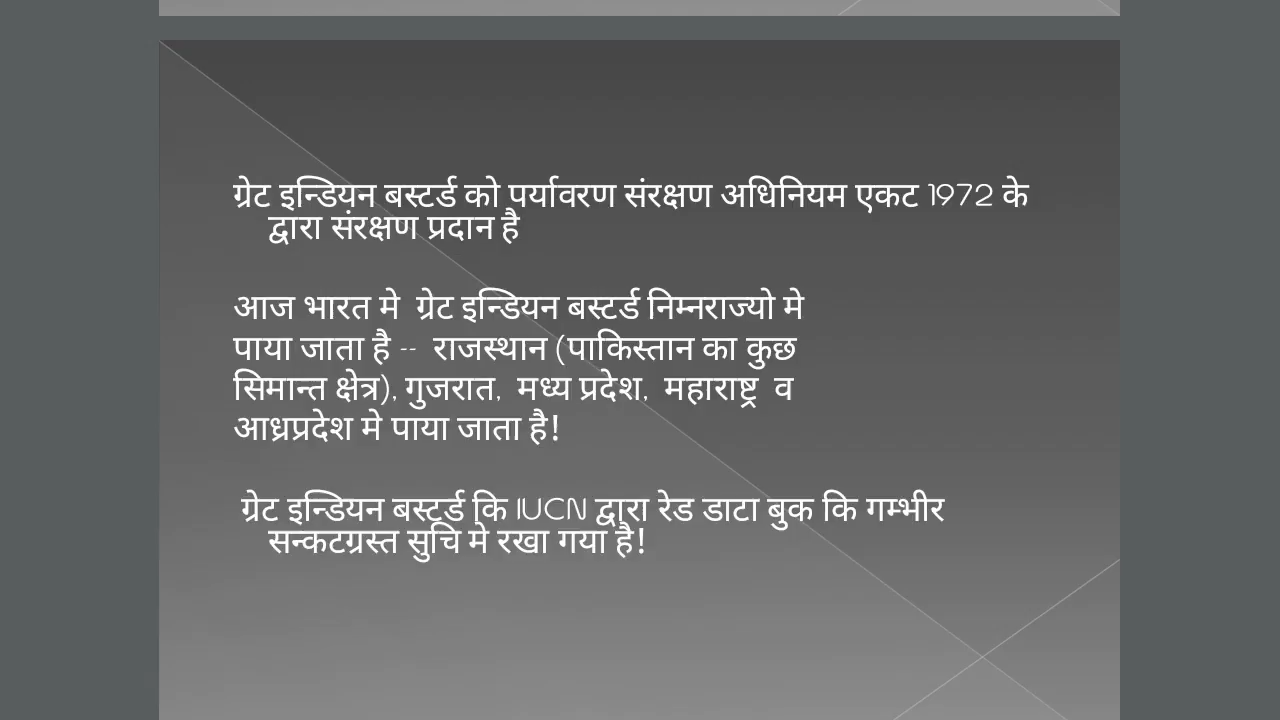 ग्रेट इन्डियन बस्टर्ड को पर्यावरण संरक्षण अधिनियम एकट 1972 के
द्वारा संरक्षण प्रदान है
आज भारत मे ग्रेट इन्डियन बस्टर्ड निम्नराज्यो मे
पाया जाता है -- राजस्थान (पाकिस्तान का कुछ
सिमान्त क्षेत्र), गुजरात, मध्य प्रदेश, महाराष्ट्र व
आध्रप्रदेश मे पाया जाता है!
ग्रेट इन्डियन बस्टर्ड कि IUCN द्वारा रेड डाटा बुक कि गम्भीर
सन्कटग्रस्त सुचि मे रखा गया है!